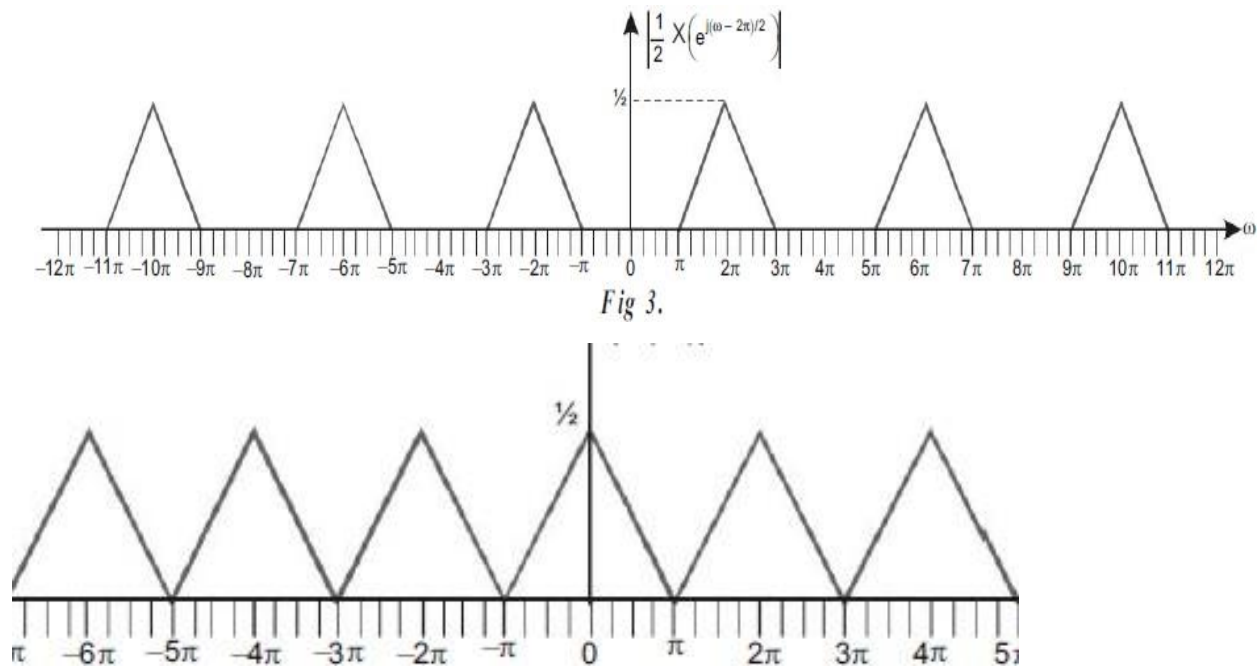 |1/2 X(e^{j(ω – 2π)/2})|
½
ω
–12π –11π –10π –9π –8π –7π –6π –5π –4π –3π –2π –π 0 π 2π 3π 4π 5π 6π 7π 8π 9π 10π 11π 12π
Fig 3.
½
π –6π –5π –4π –3π –2π –π 0 π 2π 3π 4π 5π